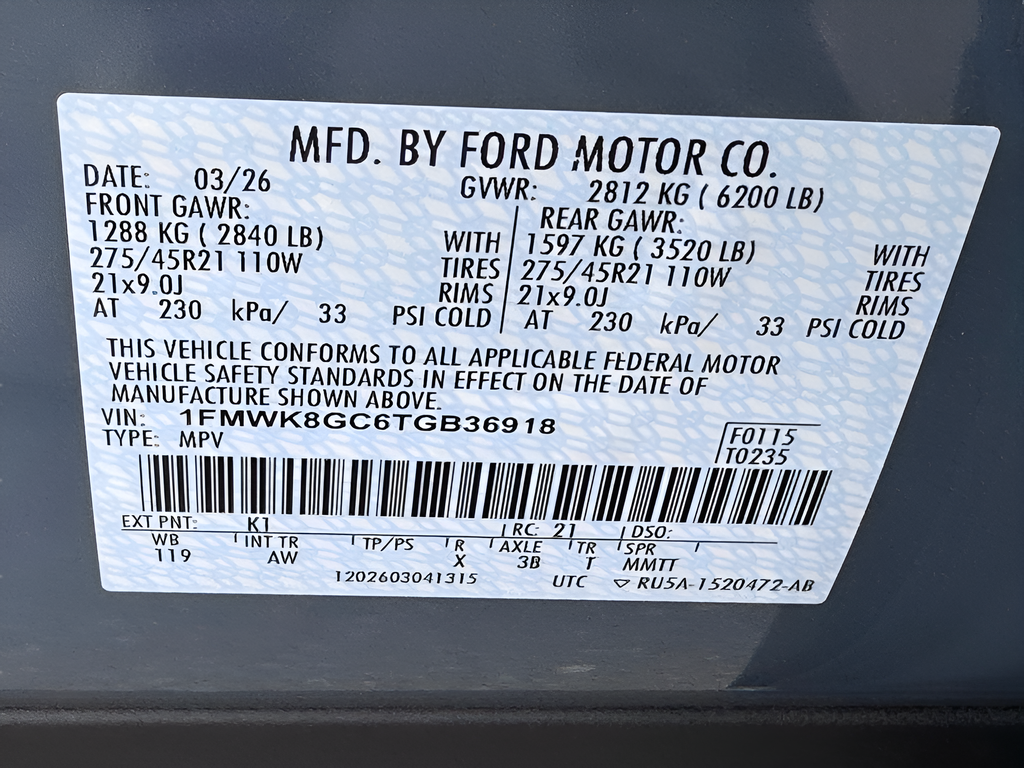 MFD. BY FORD MOTOR CO.
DATE: 03/26 GVWR: 2812 KG ( 6200 LB)
FRONT GAWR: REAR GAWR:
1288 KG ( 2840 LB) WITH 1597 KG ( 3520 LB) WITH
275/45R21 110W TIRES 275/45R21 110W TIRES
21x9.0J RIMS 21x9.0J RIMS
AT 230 kPa/ 33 PSI COLD AT 230 kPa/ 33 PSI COLD
THIS VEHICLE CONFORMS TO ALL APPLICABLE FEDERAL MOTOR
VEHICLE SAFETY STANDARDS IN EFFECT ON THE DATE OF
MANUFACTURE SHOWN ABOVE.
VIN: 1FMWK8GC6TGB36918
TYPE: MPV
F0115
T0235
EXT PNT: K1 RC: 21 DSO:
WB INT TR TP/PS R AXLE TR SPR
119 AW X 3B T MMTT
1202603041315 UTC ▽ RU5A-1520472-AB